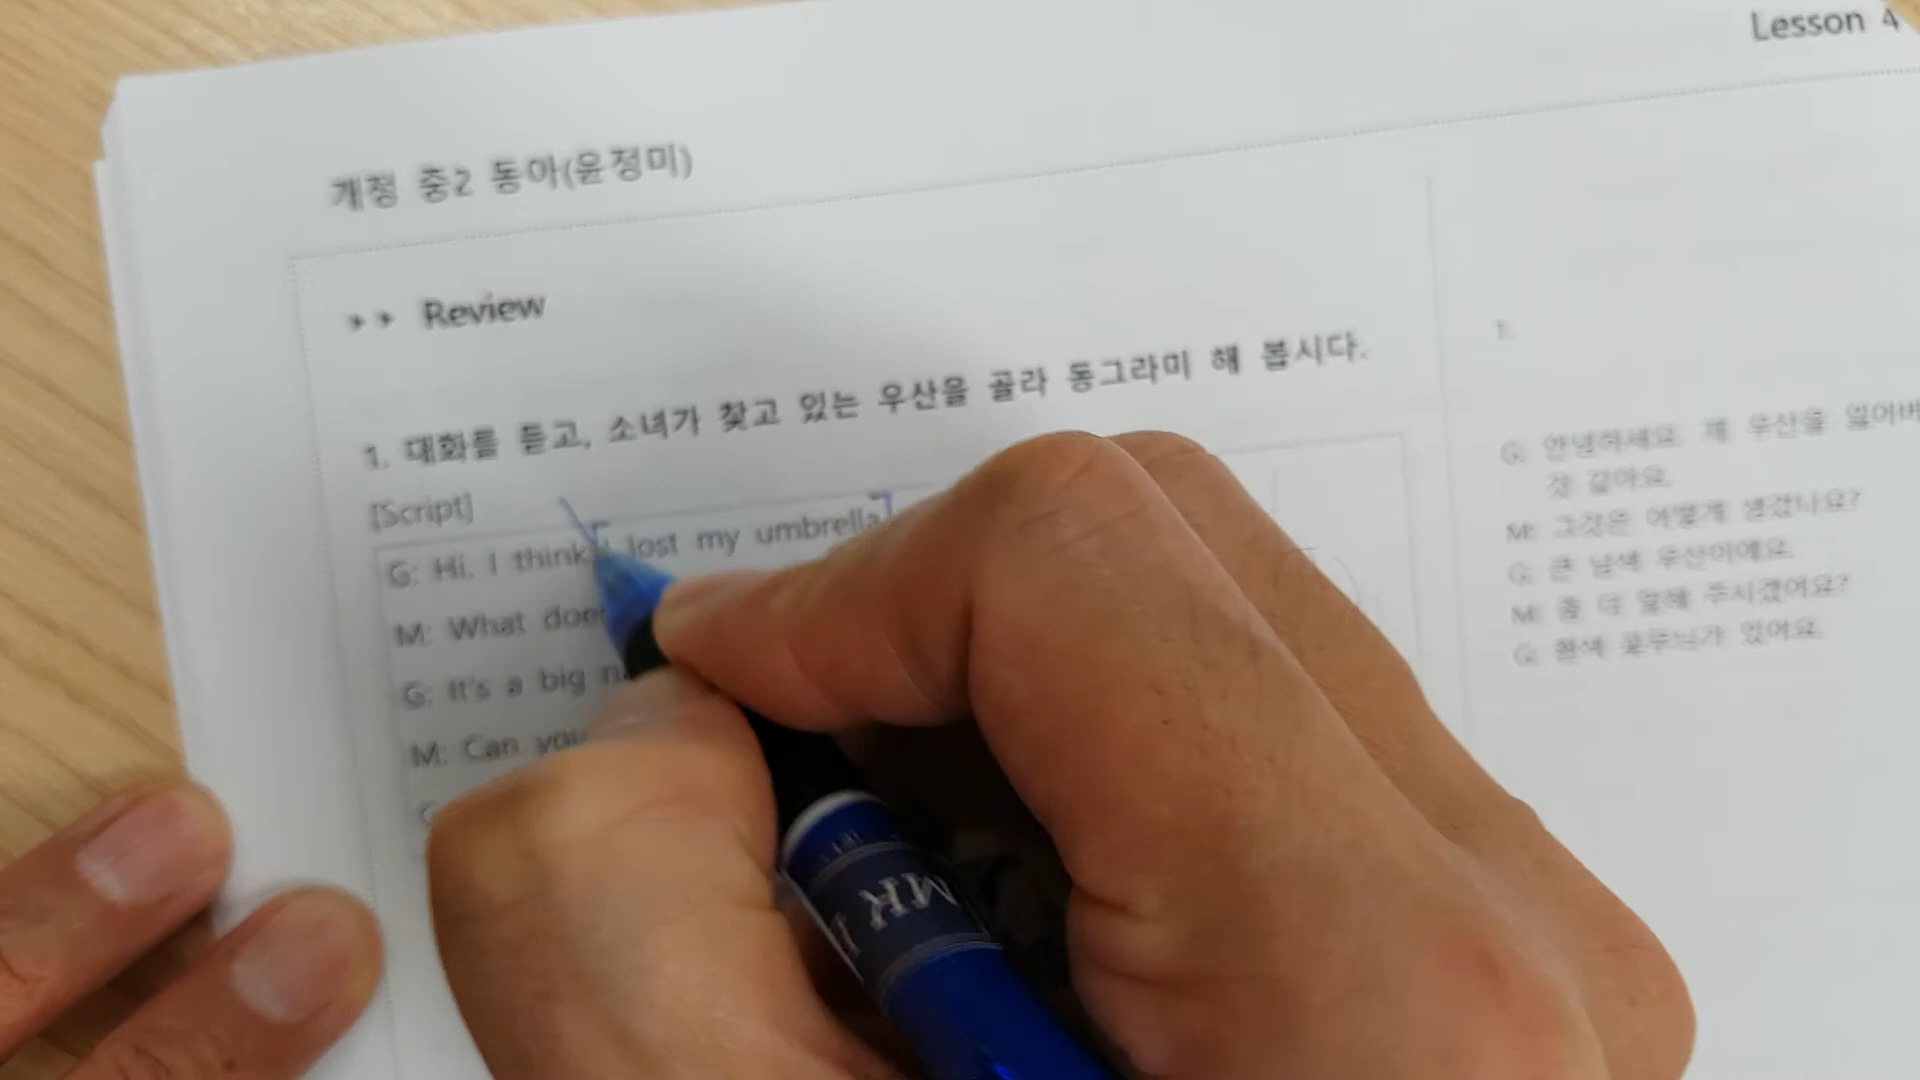 Lesson 4
개정 중2 동아(윤정미)
Review
1. 대화를 듣고, 소녀가 찾고 있는 우산을 골라 동그라미 해 봅시다.
[Script]
G: Hi. I think I lost my umbrella
M: What does
G: It's a big
M: Can you
1.
G: 안녕하세요. 제 우산을 잃어버
것 같아요.
M: 그것은 어떻게 생겼나요?
G: 큰 남색 우산이에요.
M: 좀 더 말해 주시겠어요?
G: 흰색 꽃무늬가 있어요.
MR